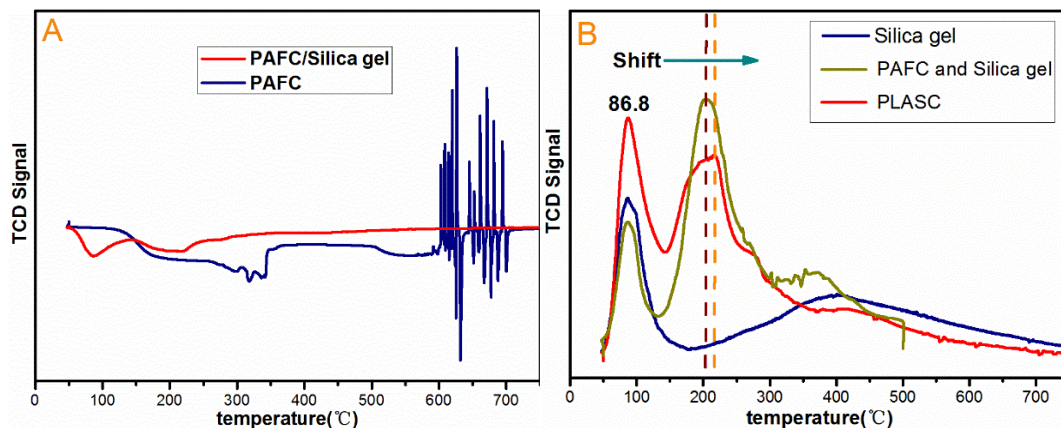 A
PAFC/Silica gel
PAFC
TCD Signal
0 100 200 300 400 500 600 700
temperature(℃)
B
Silica gel
PAFC and Silica gel
PLASC
Shift
86.8
TCD Signal
0 100 200 300 400 500 600 700
temperature(℃)